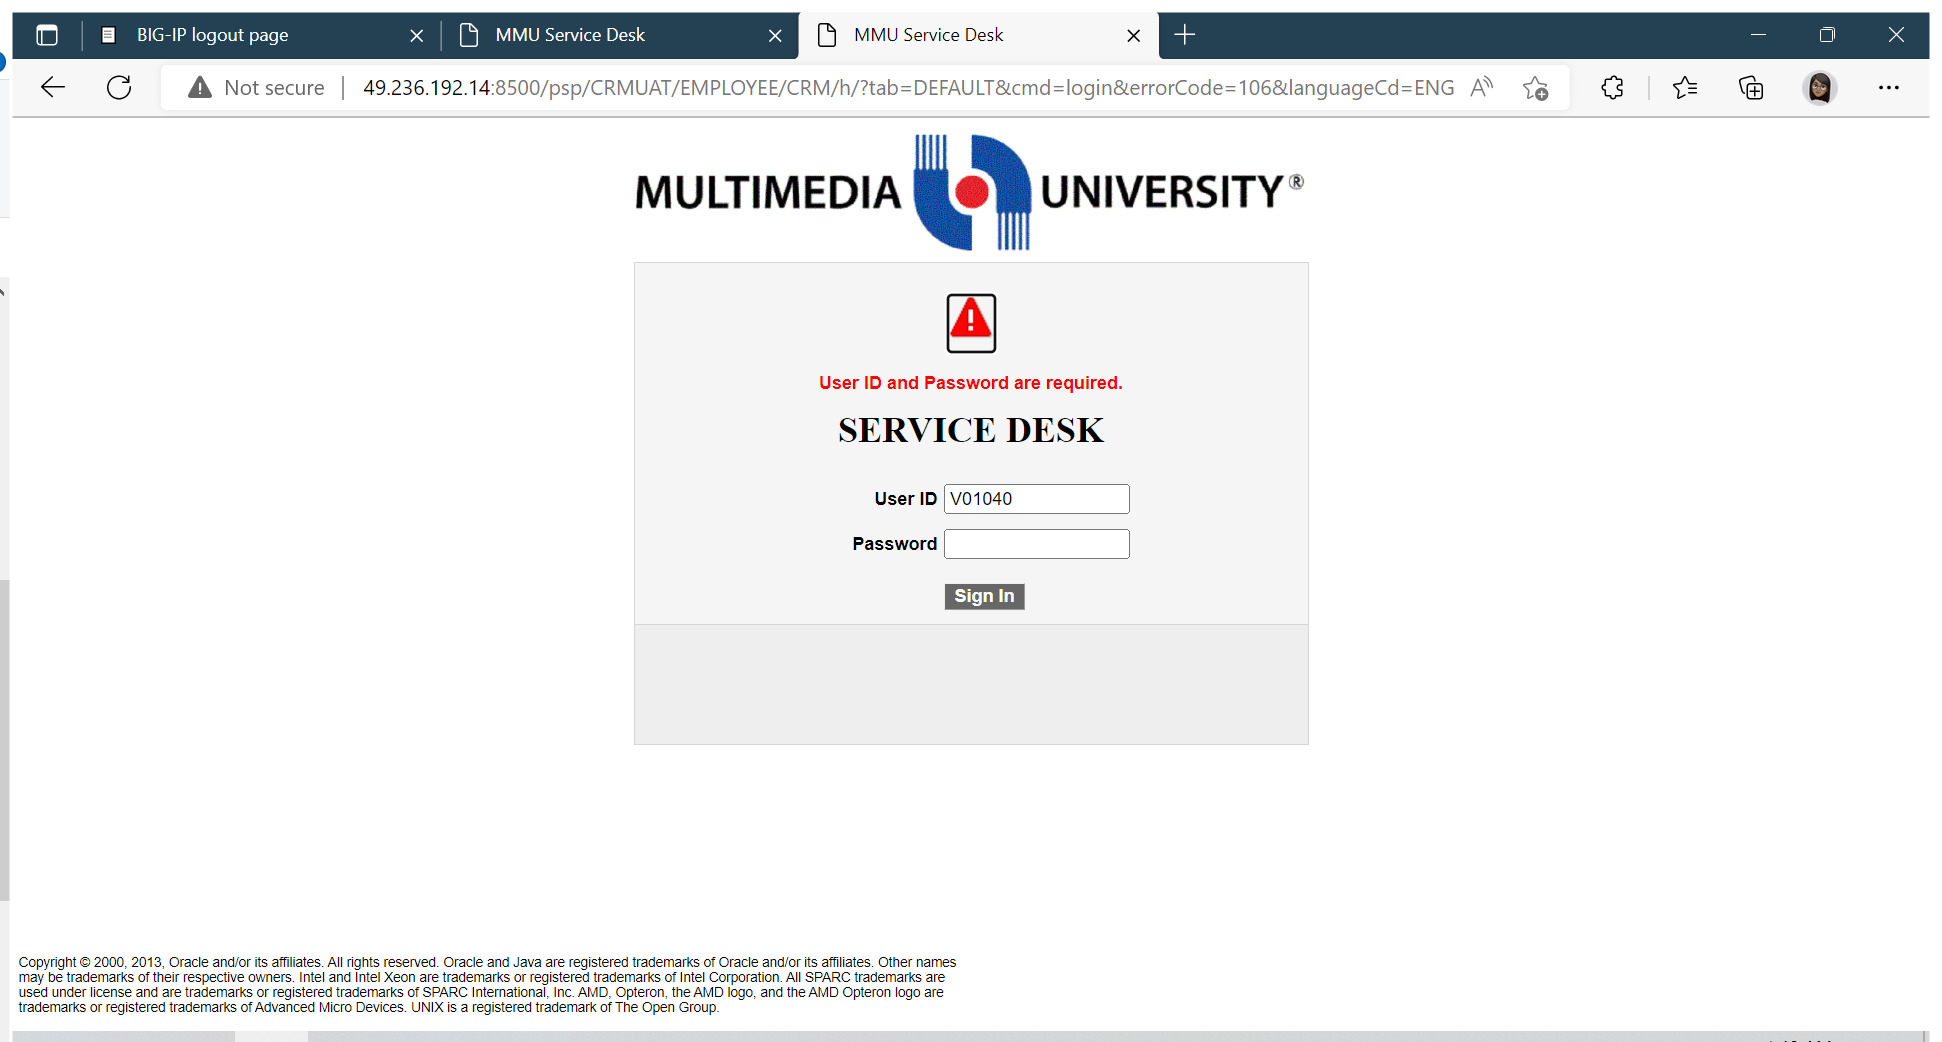 BIG-IP logout page
MMU Service Desk
MMU Service Desk
Not secure
49.236.192.14:8500/psp/CRMUAT/EMPLOYEE/CRM/h/?tab=DEFAULT&cmd=login&errorCode=106&languageCd=ENG
MULTIMEDIA UNIVERSITY®
User ID and Password are required.
SERVICE DESK
User ID V01040
Password
Sign In
Copyright © 2000, 2013, Oracle and/or its affiliates. All rights reserved. Oracle and Java are registered trademarks of Oracle and/or its affiliates. Other names
may be trademarks of their respective owners. Intel and Intel Xeon are trademarks or registered trademarks of Intel Corporation. All SPARC trademarks are
used under license and are trademarks or registered trademarks of SPARC International, Inc. AMD, Opteron, the AMD logo, and the AMD Opteron logo are
trademarks or registered trademarks of Advanced Micro Devices. UNIX is a registered trademark of The Open Group.